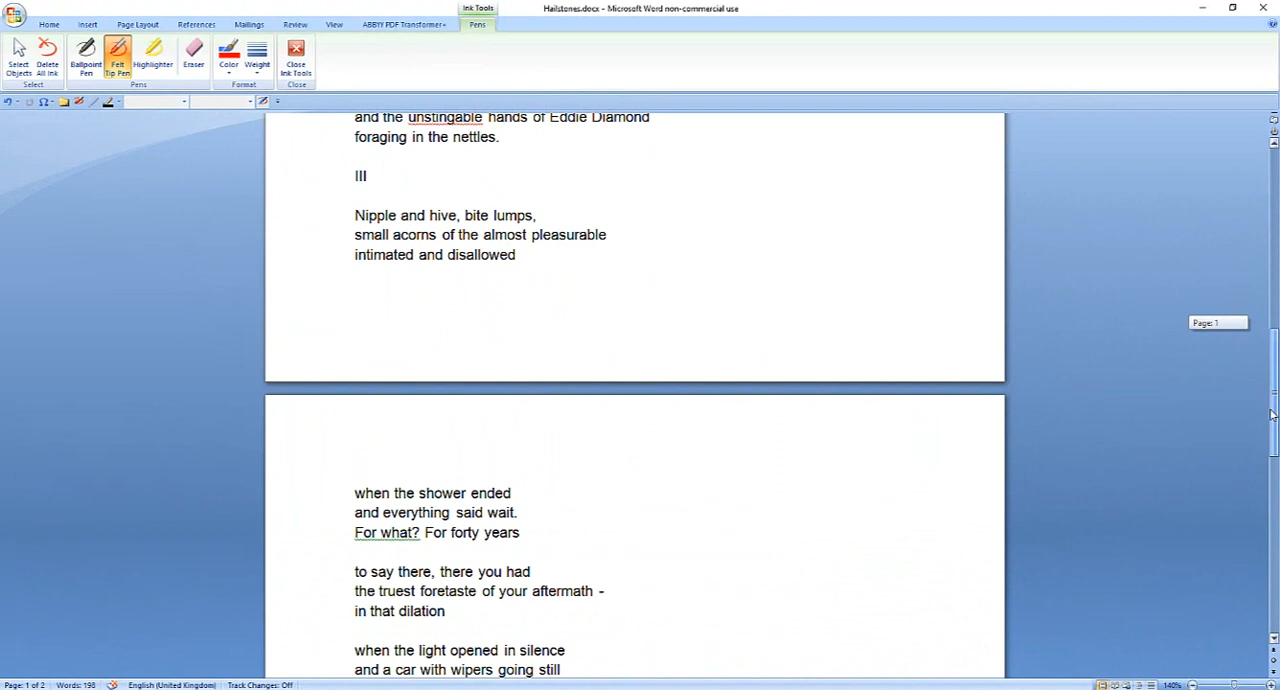 Ink Tools
Hailstones.docx - Microsoft Word non-commercial use
Home Insert Page Layout References Mailings Review View ABBYY PDF Transformer+ Pens
Select Objects
Delete All Ink
Ballpoint Pen
Felt Tip Pen
Highlighter
Eraser
Color
Weight
Close Ink Tools
Select Pens Format Close
and the unstingable hands of Eddie Diamond
foraging in the nettles.
III
Nipple and hive, bite lumps,
small acorns of the almost pleasurable
intimated and disallowed
Page: 1
when the shower ended
and everything said wait.
For what? For forty years
to say there, there you had
the truest foretaste of your aftermath -
in that dilation
when the light opened in silence
and a car with wipers going still
Page: 1 of 2 Words: 198 English (United Kingdom) Track Changes: Off 140%